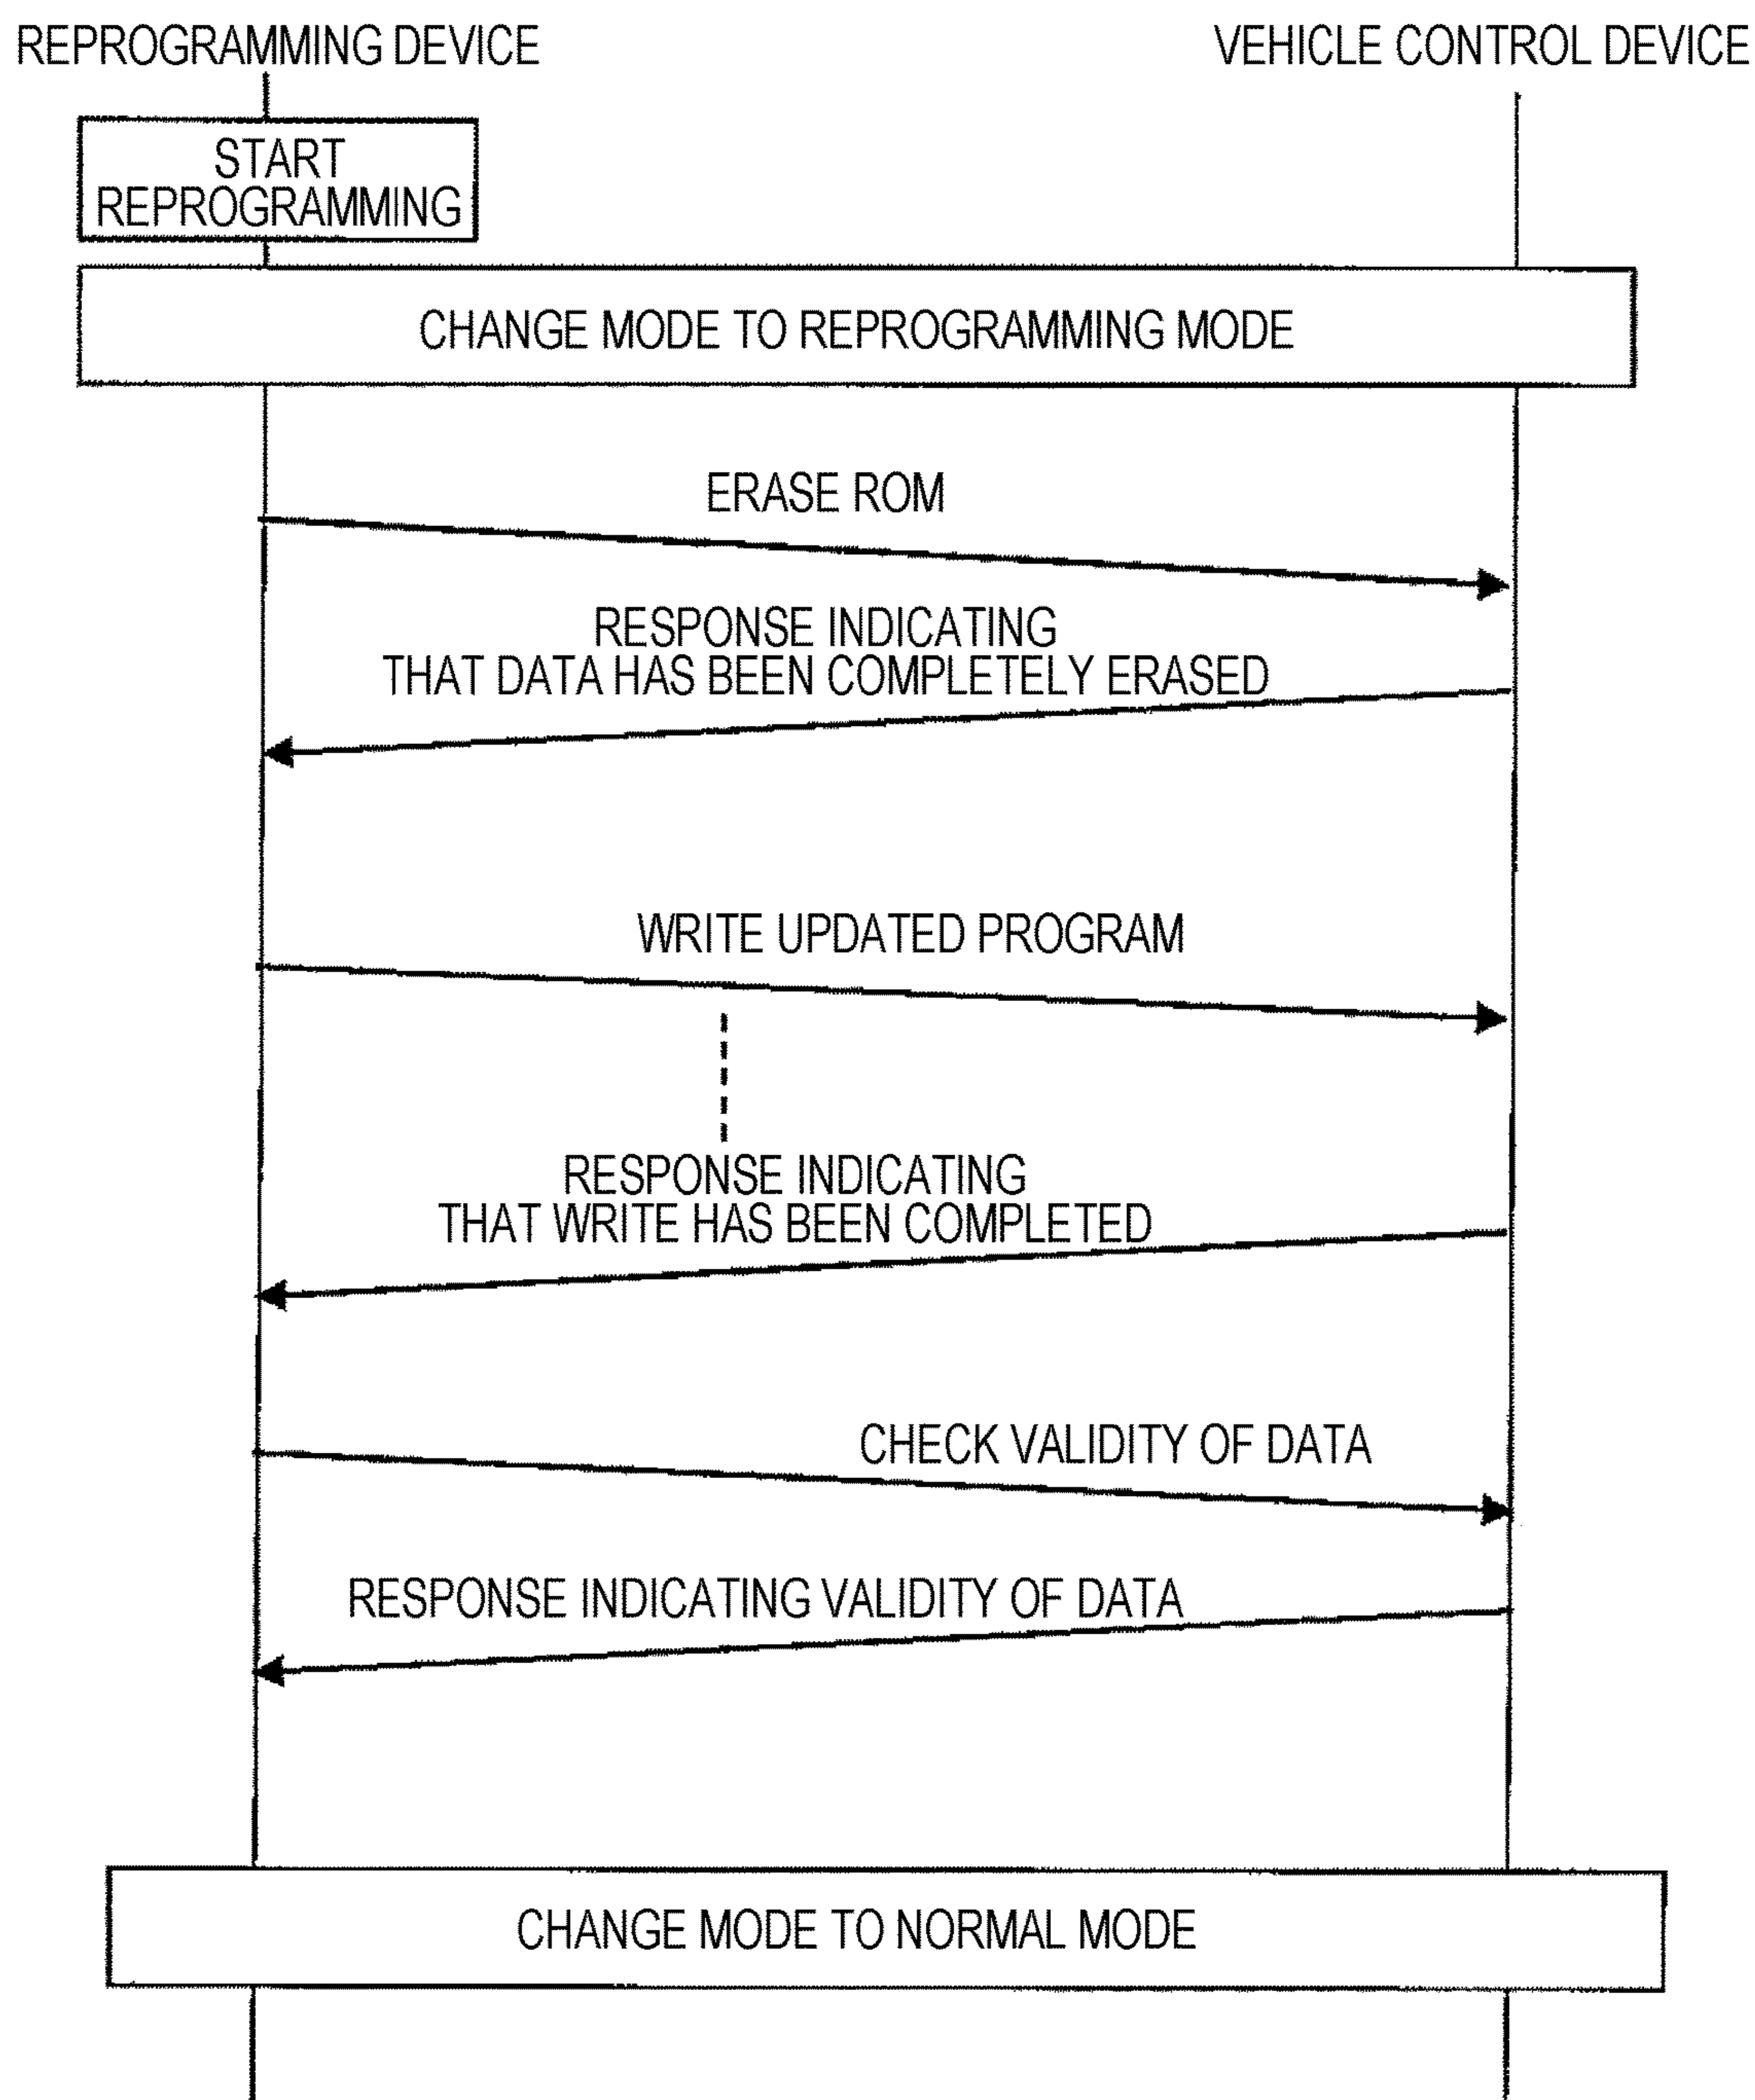 REPROGRAMMING DEVICE
VEHICLE CONTROL DEVICE
START
REPROGRAMMING
CHANGE MODE TO REPROGRAMMING MODE
ERASE ROM
RESPONSE INDICATING
THAT DATA HAS BEEN COMPLETELY ERASED
WRITE UPDATED PROGRAM
RESPONSE INDICATING
THAT WRITE HAS BEEN COMPLETED
CHECK VALIDITY OF DATA
RESPONSE INDICATING VALIDITY OF DATA
CHANGE MODE TO NORMAL MODE